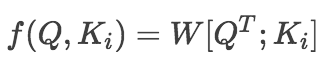 f(Q, K_i) = W[Q^T; K_i]